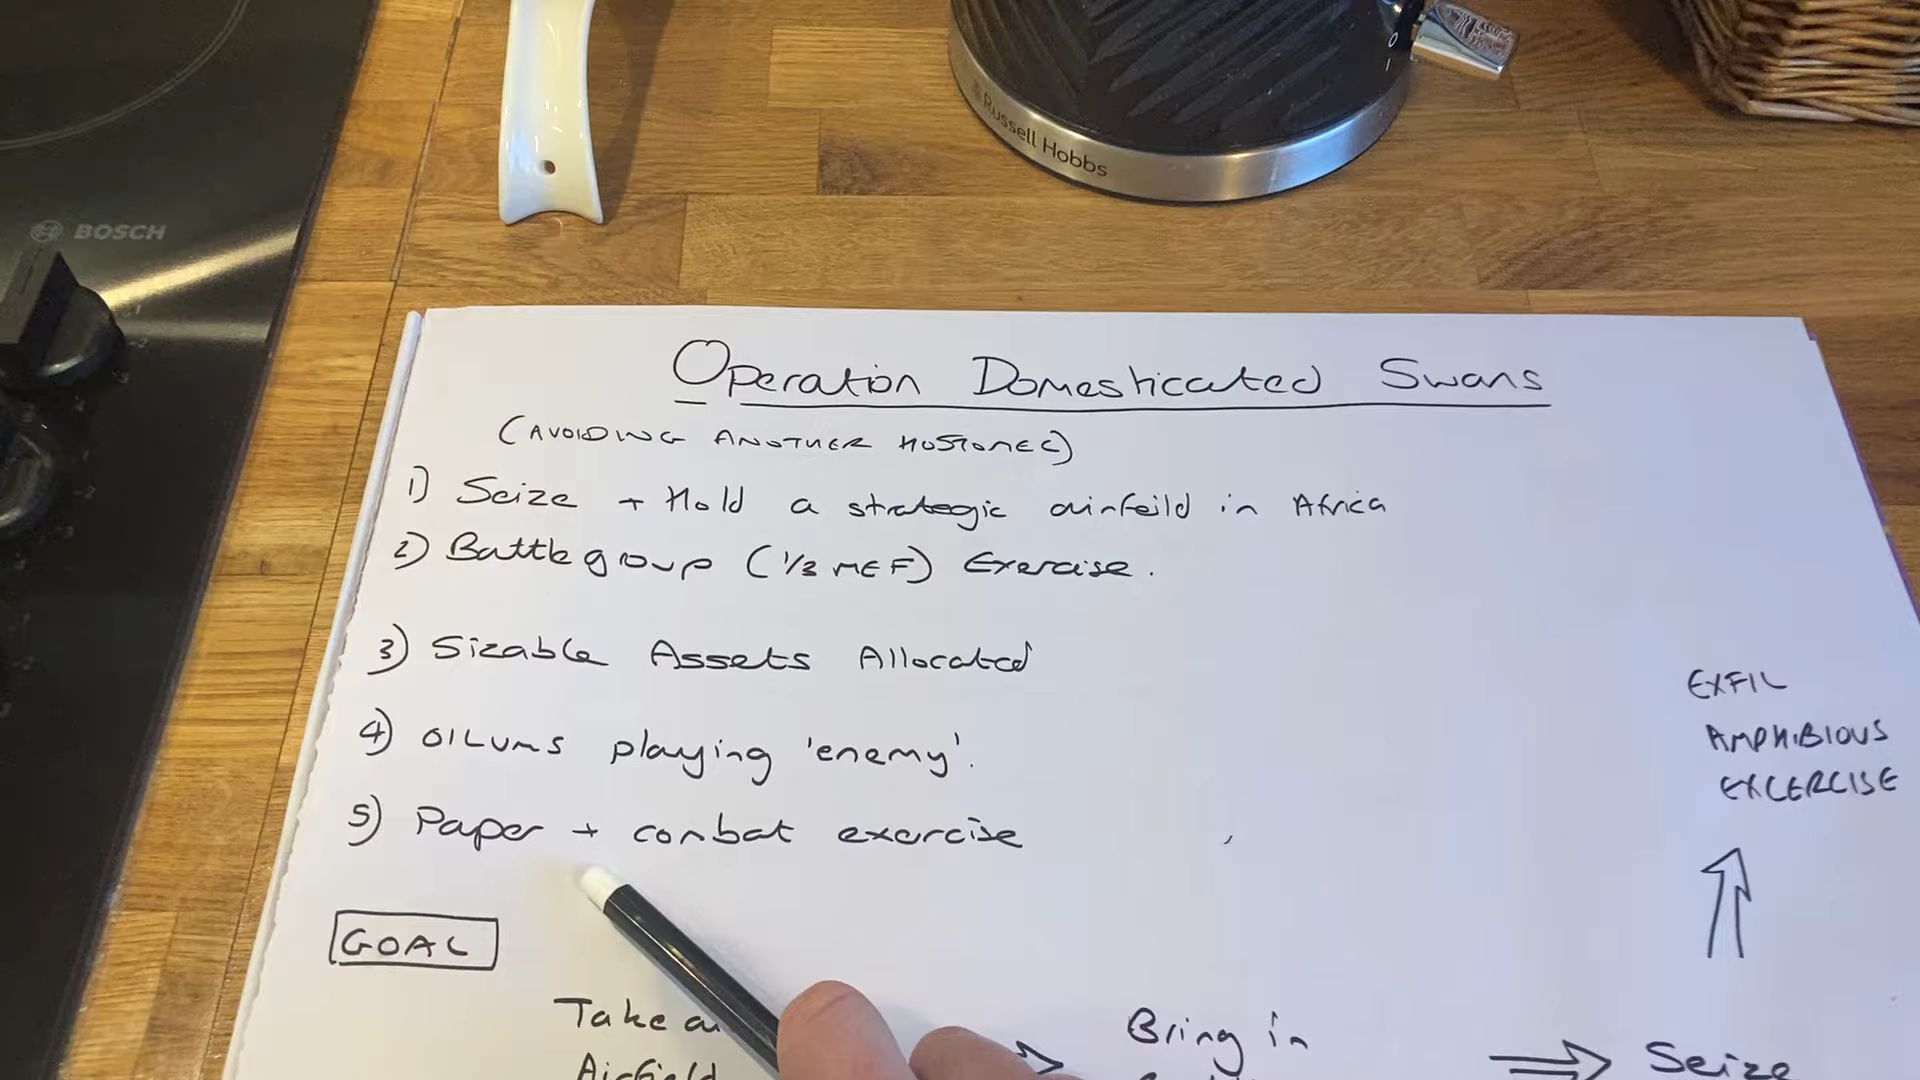 Russell Hobbs
BOSCH
Operation Domesticated Swans
(AVOIDING ANOTHER HOSTOMEL)
1) Seize + Hold a strategic airfeild in Africa
2) Battlegroup (1/3 MEF) Exercise.
3) Sizable Assets Allocated
4) OILUMS playing 'enemy'.
5) Paper + combat exercise
EXFIL
AMPHIBIOUS
EXCERCISE
GOAL
Take a
Airfield
Bring in
Seize